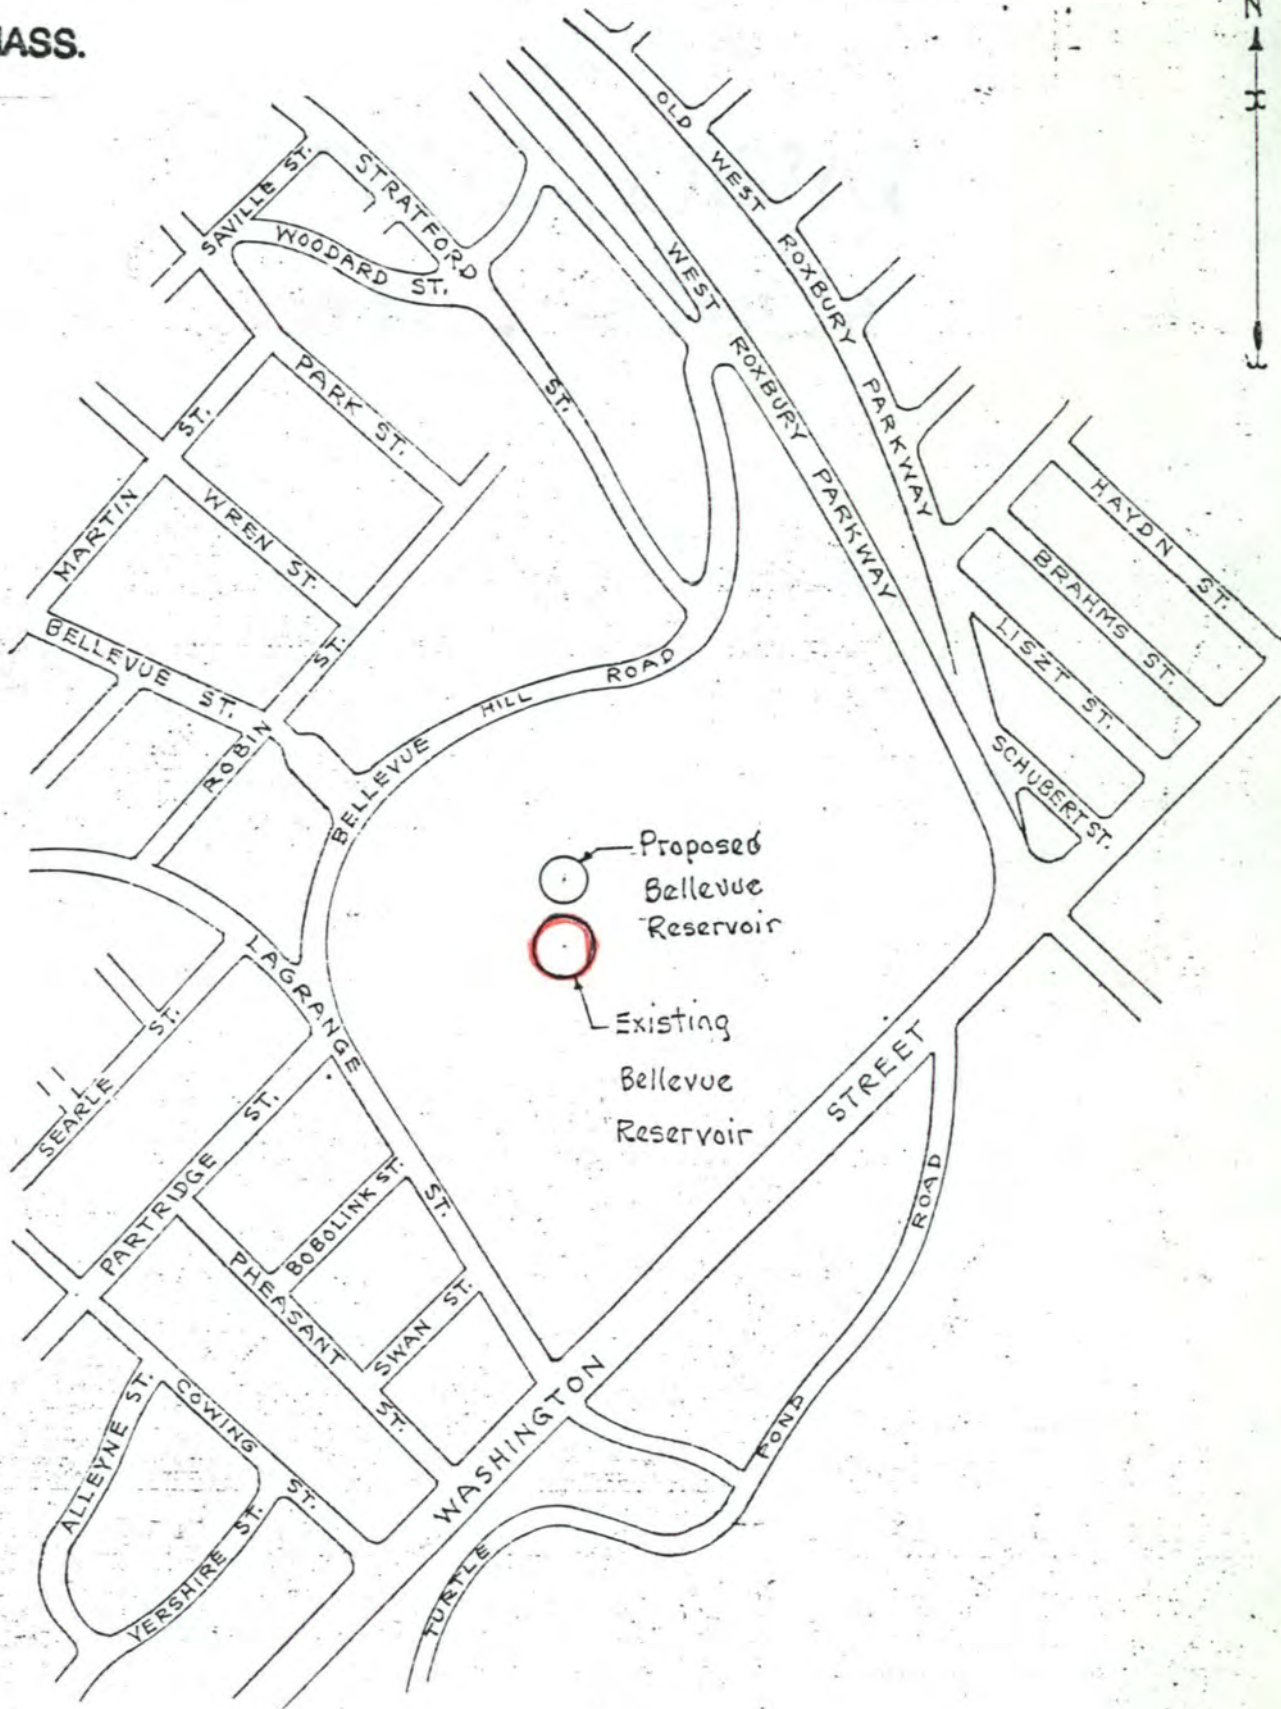 MASS.
N
OLD WEST ROXBURY PARKWAY
SAVILLE ST.
STRATFORD ST.
WOODARD ST.
WEST ROXBURY PARKWAY
PARK ST.
MARTIN ST.
WREN ST.
HAYDN ST.
BRAHMS ST.
LISZT ST.
SCHUBERT ST.
BELLEVUE ST.
ROBIN ST.
BELLEVUE HILL ROAD
Proposed
Bellevue
Reservoir
Existing
Bellevue
Reservoir
LAGRANGE ST.
SEARLE ST.
PARTRIDGE ST.
BOBOLINK ST.
PHEASANT ST.
SWAN ST.
WASHINGTON STREET
COWING ST.
ALLEYNE ST.
VERSHIRE ST.
TURTLE POND ROAD